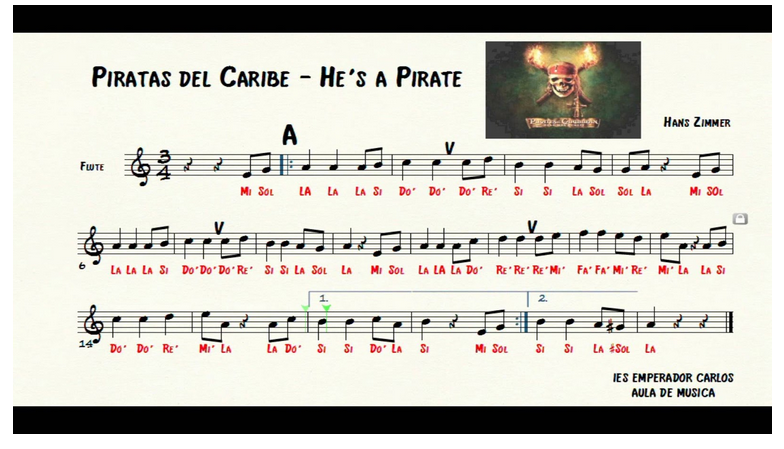 PIRATAS DEL CARIBE - HE'S A PIRATE
HANS ZIMMER
A
V
FLUTE
3
4
MI SOL LA LA LA SI DO' DO' DO' RE' SI SI LA SOL SOL LA MI SOL
V V
6
LA LA LA SI DO' DO' DO' RE' SI SI LA SOL LA MI SOL LA LA LA DO' RE' RE' RE' MI' FA' FA' MI' RE' MI' LA LA SI
1. 2.
14
DO' DO' RE' MI' LA LA DO' SI SI DO' LA SI MI SOL SI SI LA #SOL LA
IES EMPERADOR CARLOS
AULA DE MUSICA